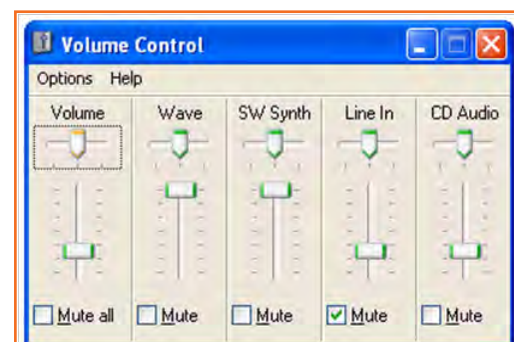 Volume Control
Options Help
Volume Wave SW Synth Line In CD Audio
Mute all Mute Mute Mute Mute